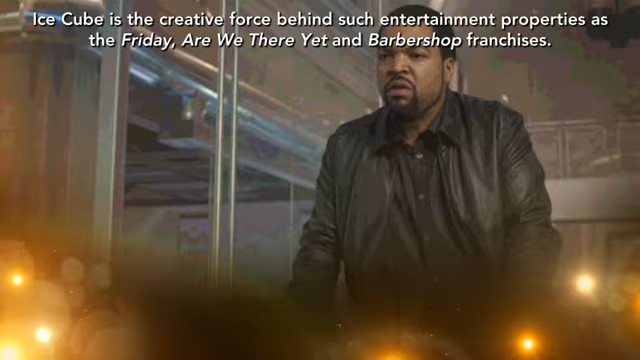 Ice Cube is the creative force behind such entertainment properties as
the Friday, Are We There Yet and Barbershop franchises.